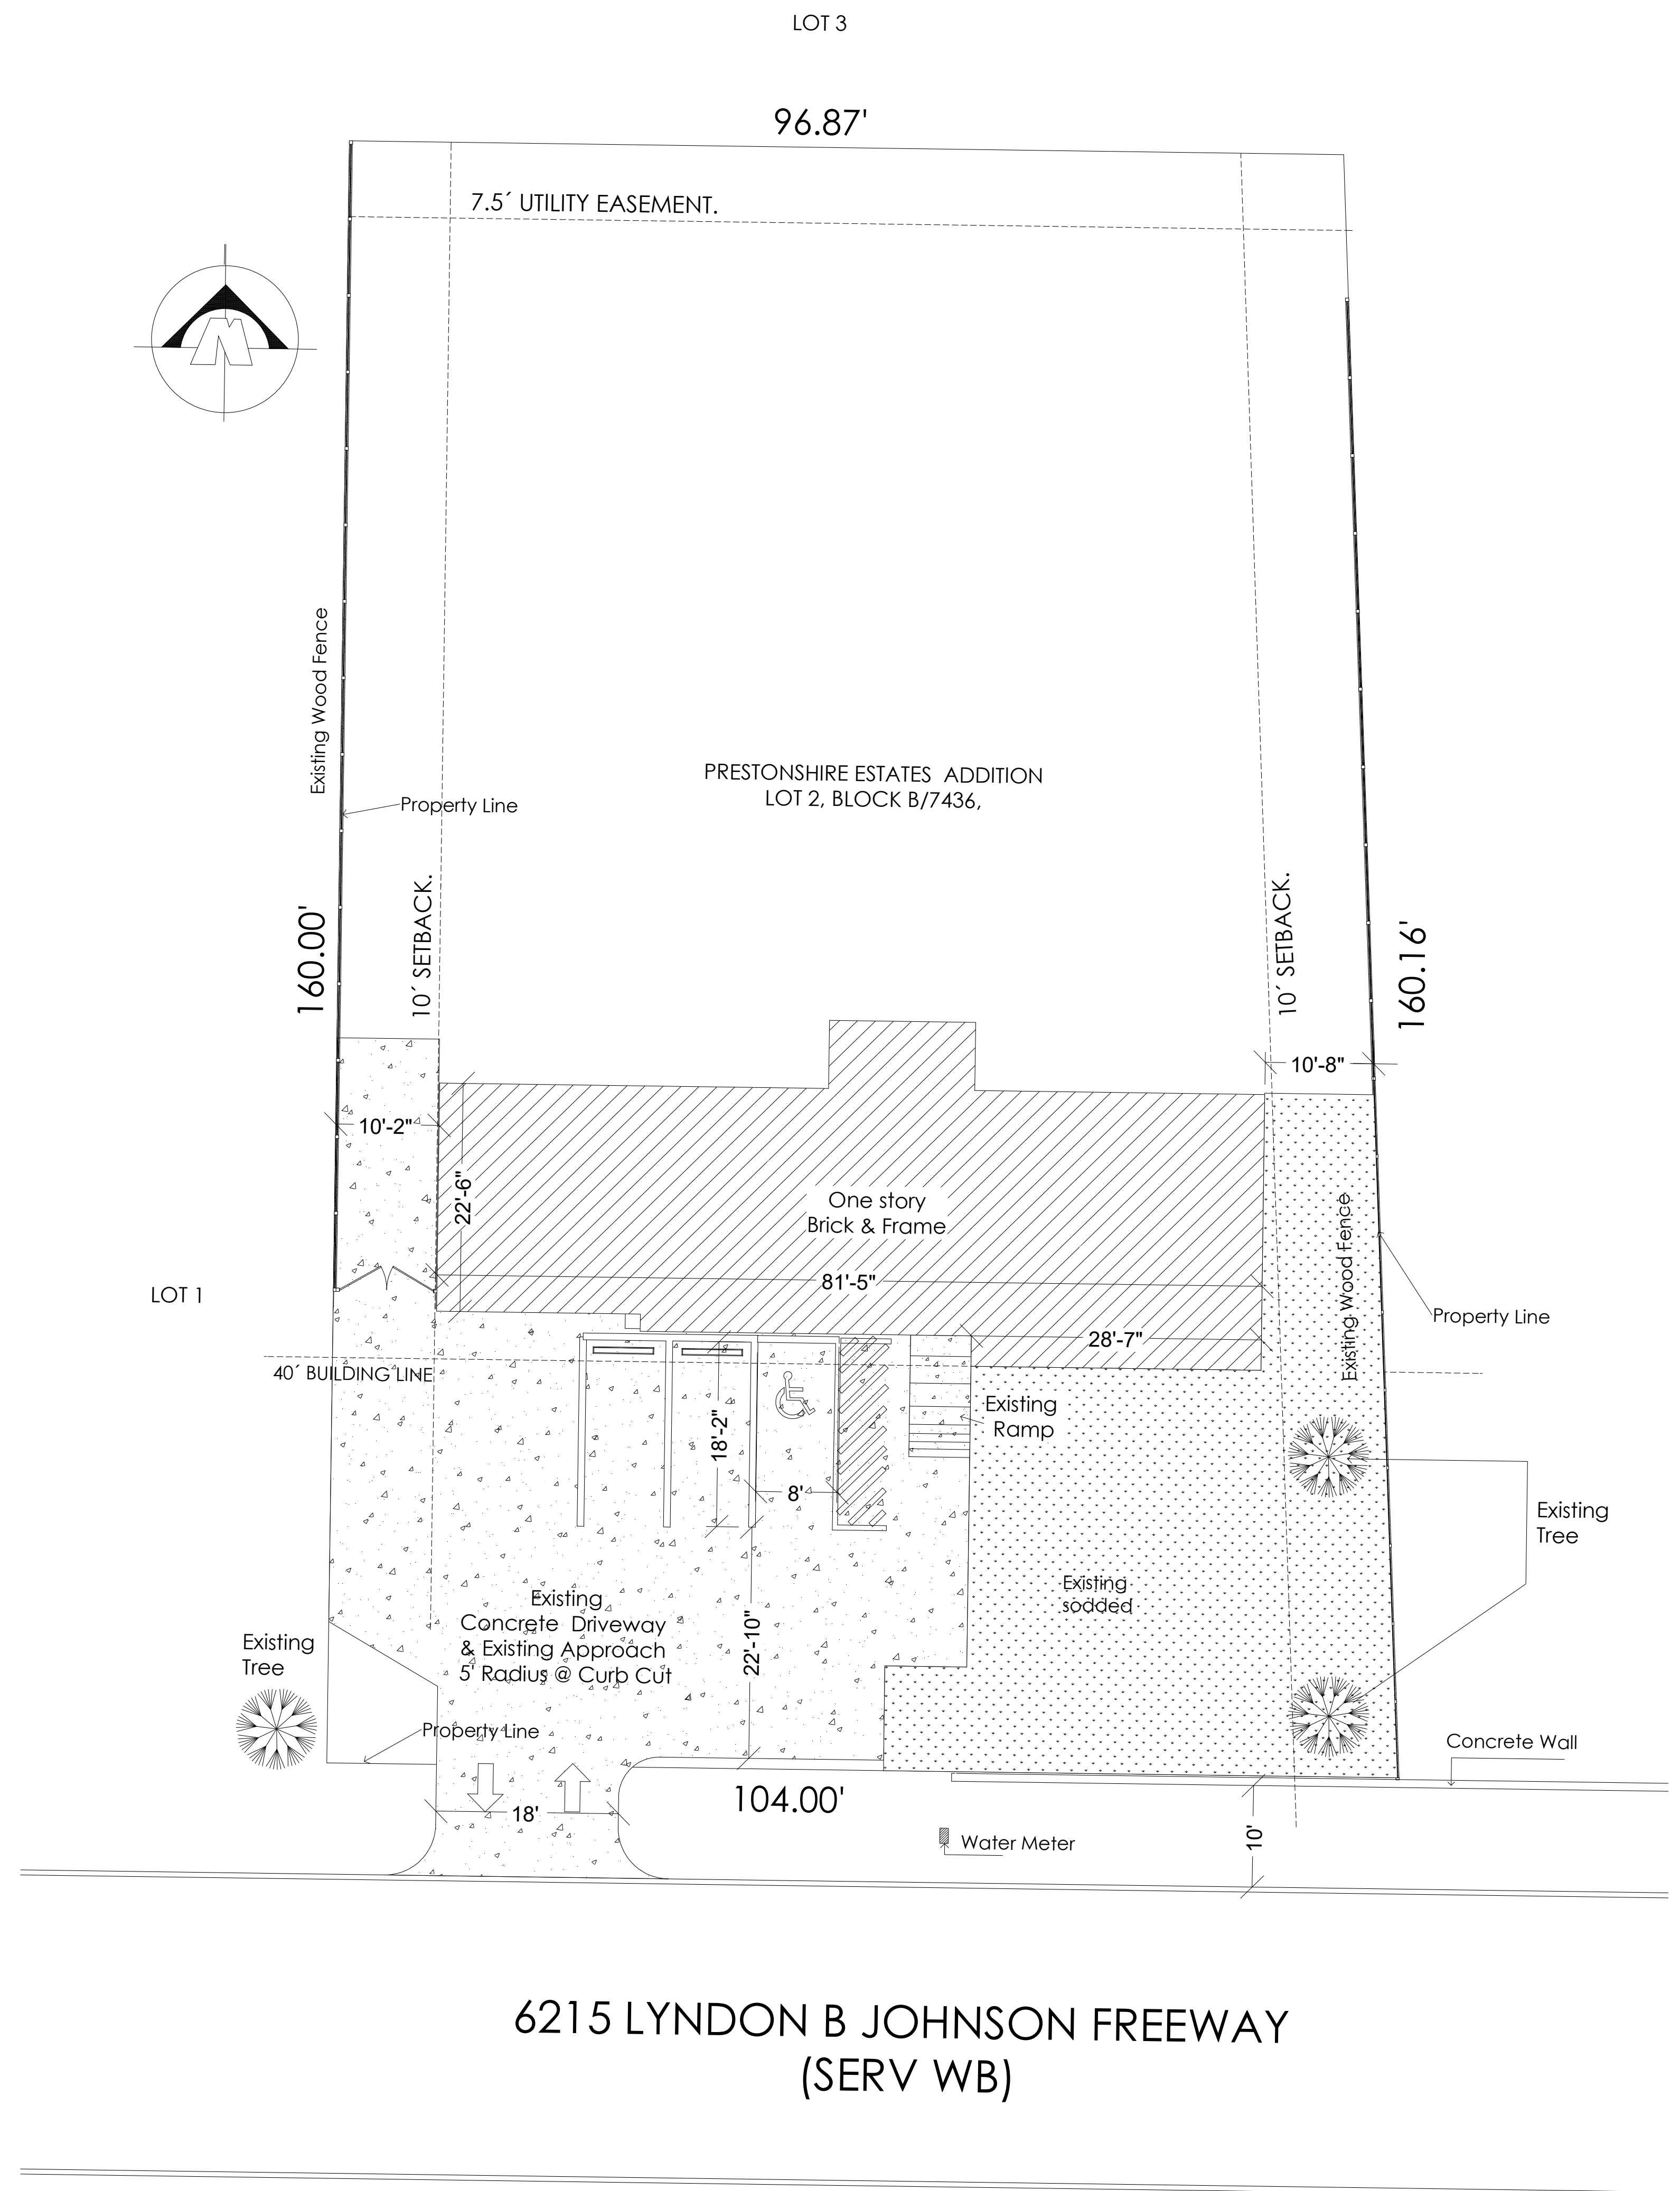 LOT 3
96.87'
7.5´ UTILITY EASEMENT.
N
Existing Wood Fence
PRESTONSHIRE ESTATES ADDITION
LOT 2, BLOCK B/7436,
Property Line
160.00'
10´ SETBACK.
10´ SETBACK.
160.16'
10'-8"
10'-2"
22'-6"
One story
Brick & Frame
Existing Wood Fence
81'-5"
LOT 1
Property Line
28'-7"
40´ BUILDING LINE
Existing
Ramp
18'-2"
8'
Existing
Tree
Existing
sodded
Existing
Concrete Driveway
& Existing Approach
5' Radius @ Curb Cut
22'-10"
Existing
Tree
Property Line
Concrete Wall
104.00'
18'
Water Meter
10'
6215 LYNDON B JOHNSON FREEWAY
(SERV WB)